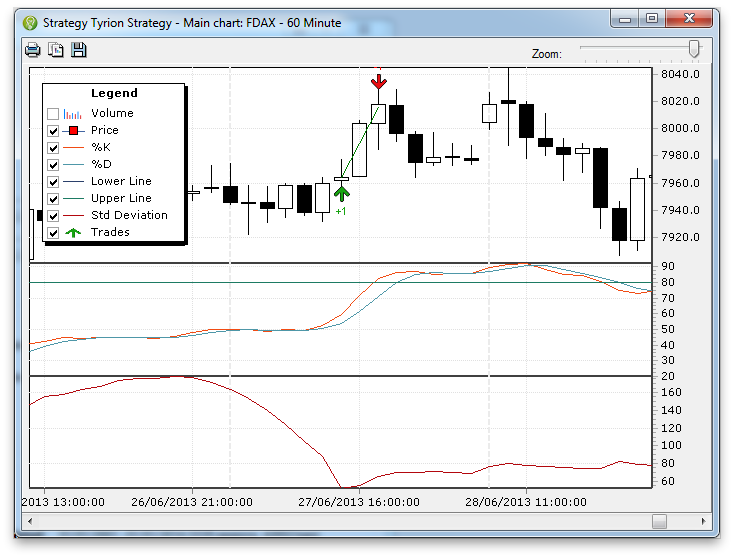 Strategy Tyrion Strategy - Main chart: FDAX - 60 Minute
Zoom:
Legend
Volume
Price
%K
%D
Lower Line
Upper Line
Std Deviation
Trades
+1
8040.0
8020.0
8000.0
7980.0
7960.0
7940.0
7920.0
90
80
70
60
50
40
30
20
160
140
120
100
80
60
2013 13:00:00
26/06/2013 21:00:00
27/06/2013 16:00:00
28/06/2013 11:00:00